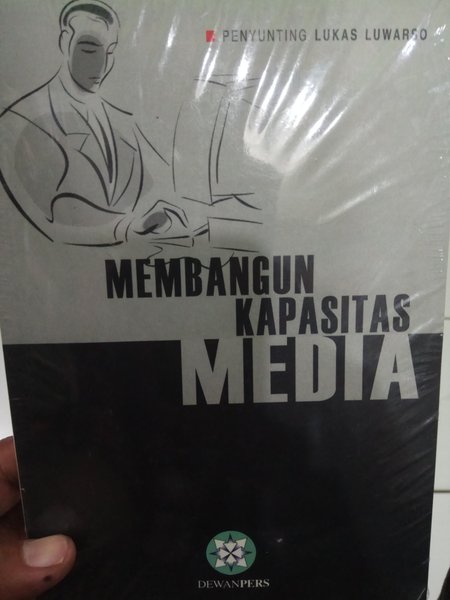 PENYUNTING LUKAS LUWARSO
MEMBANGUN
KAPASITAS
MEDIA
DEWANPERS